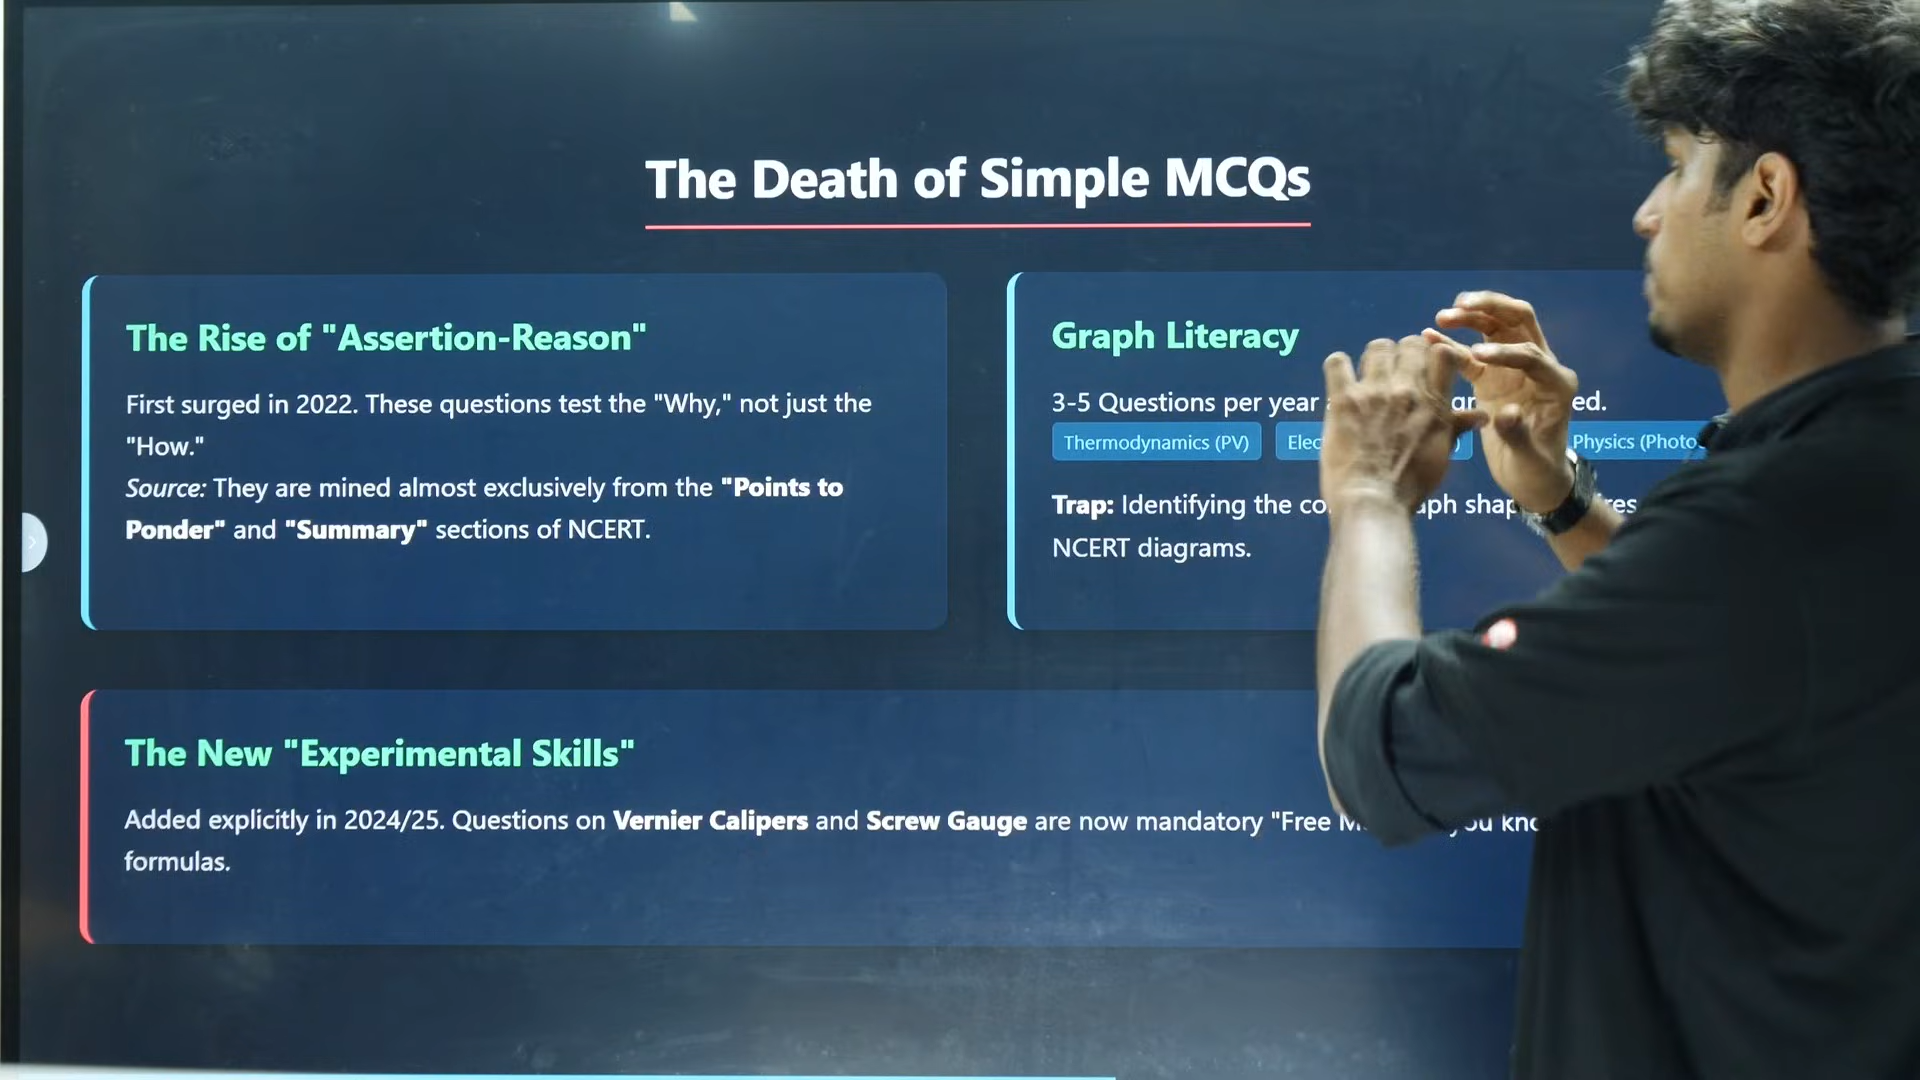 The Death of Simple MCQs
The Rise of "Assertion-Reason"
First surged in 2022. These questions test the "Why," not just the
"How."
Source: They are mined almost exclusively from the "Points to
Ponder" and "Summary" sections of NCERT.
Graph Literacy
3-5 Questions per year
Thermodynamics (PV)
Physics
Trap: Identifying the
NCERT diagrams.
The New "Experimental Skills"
Added explicitly in 2024/25. Questions on Vernier Calipers and Screw Gauge are now mandatory "Free you
formulas.